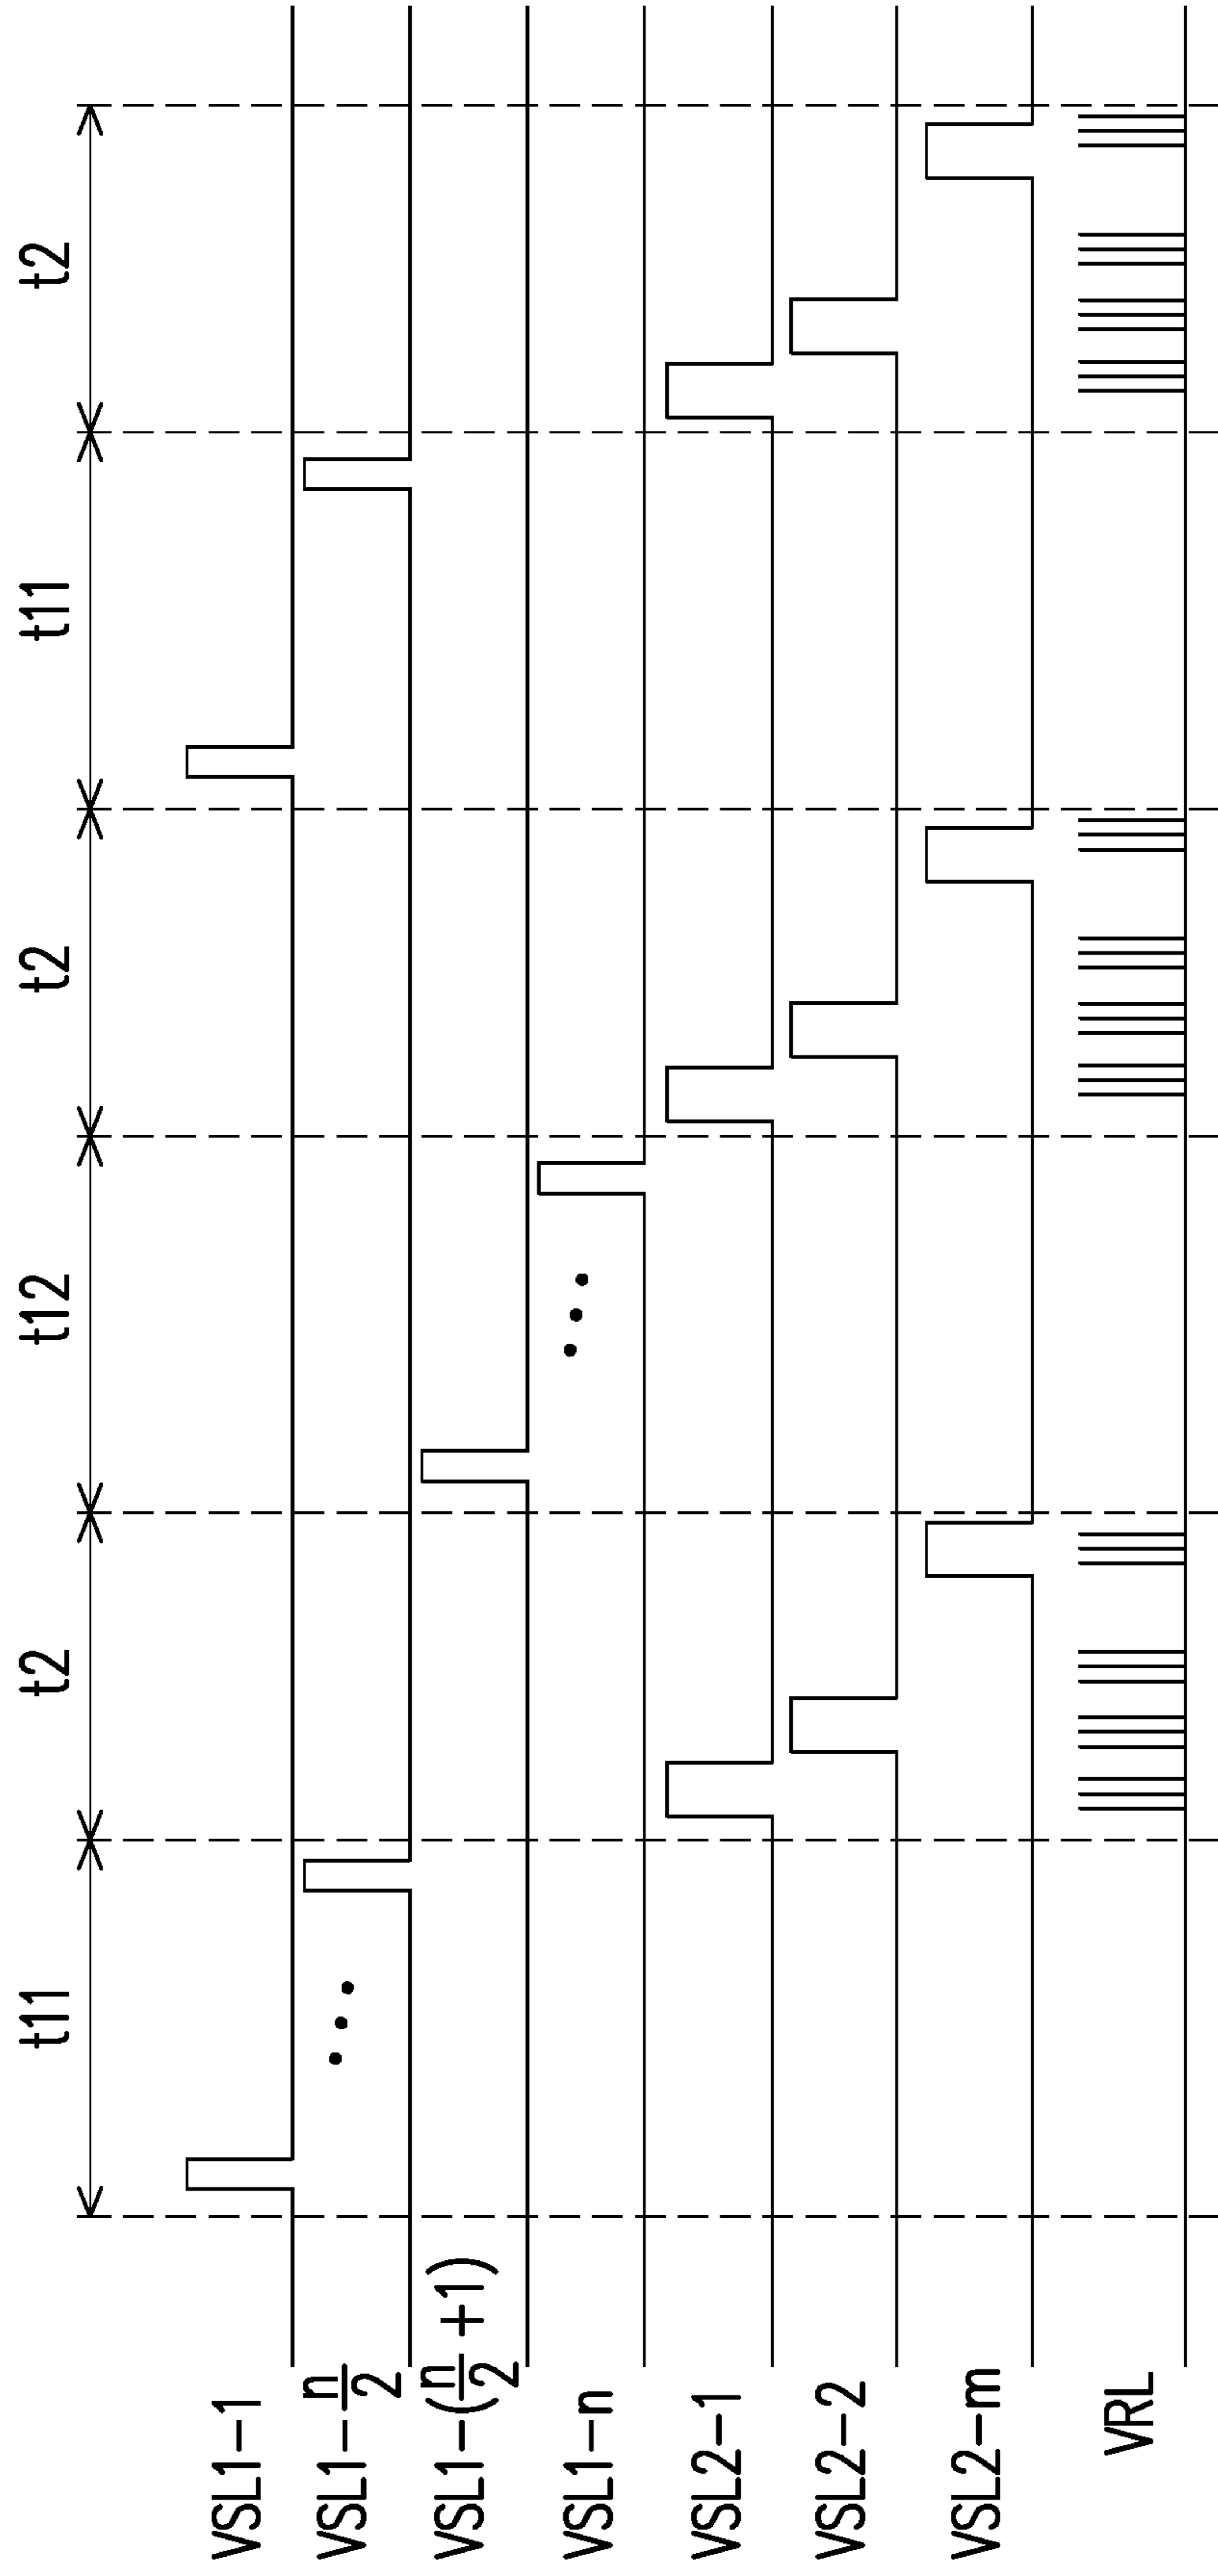 t11 t2 t12 t2 t11 t2
VSL1-1
VSL1-n/2
VSL1-(n/2+1)
VSL1-n
VSL2-1
VSL2-2
VSL2-m
VRL